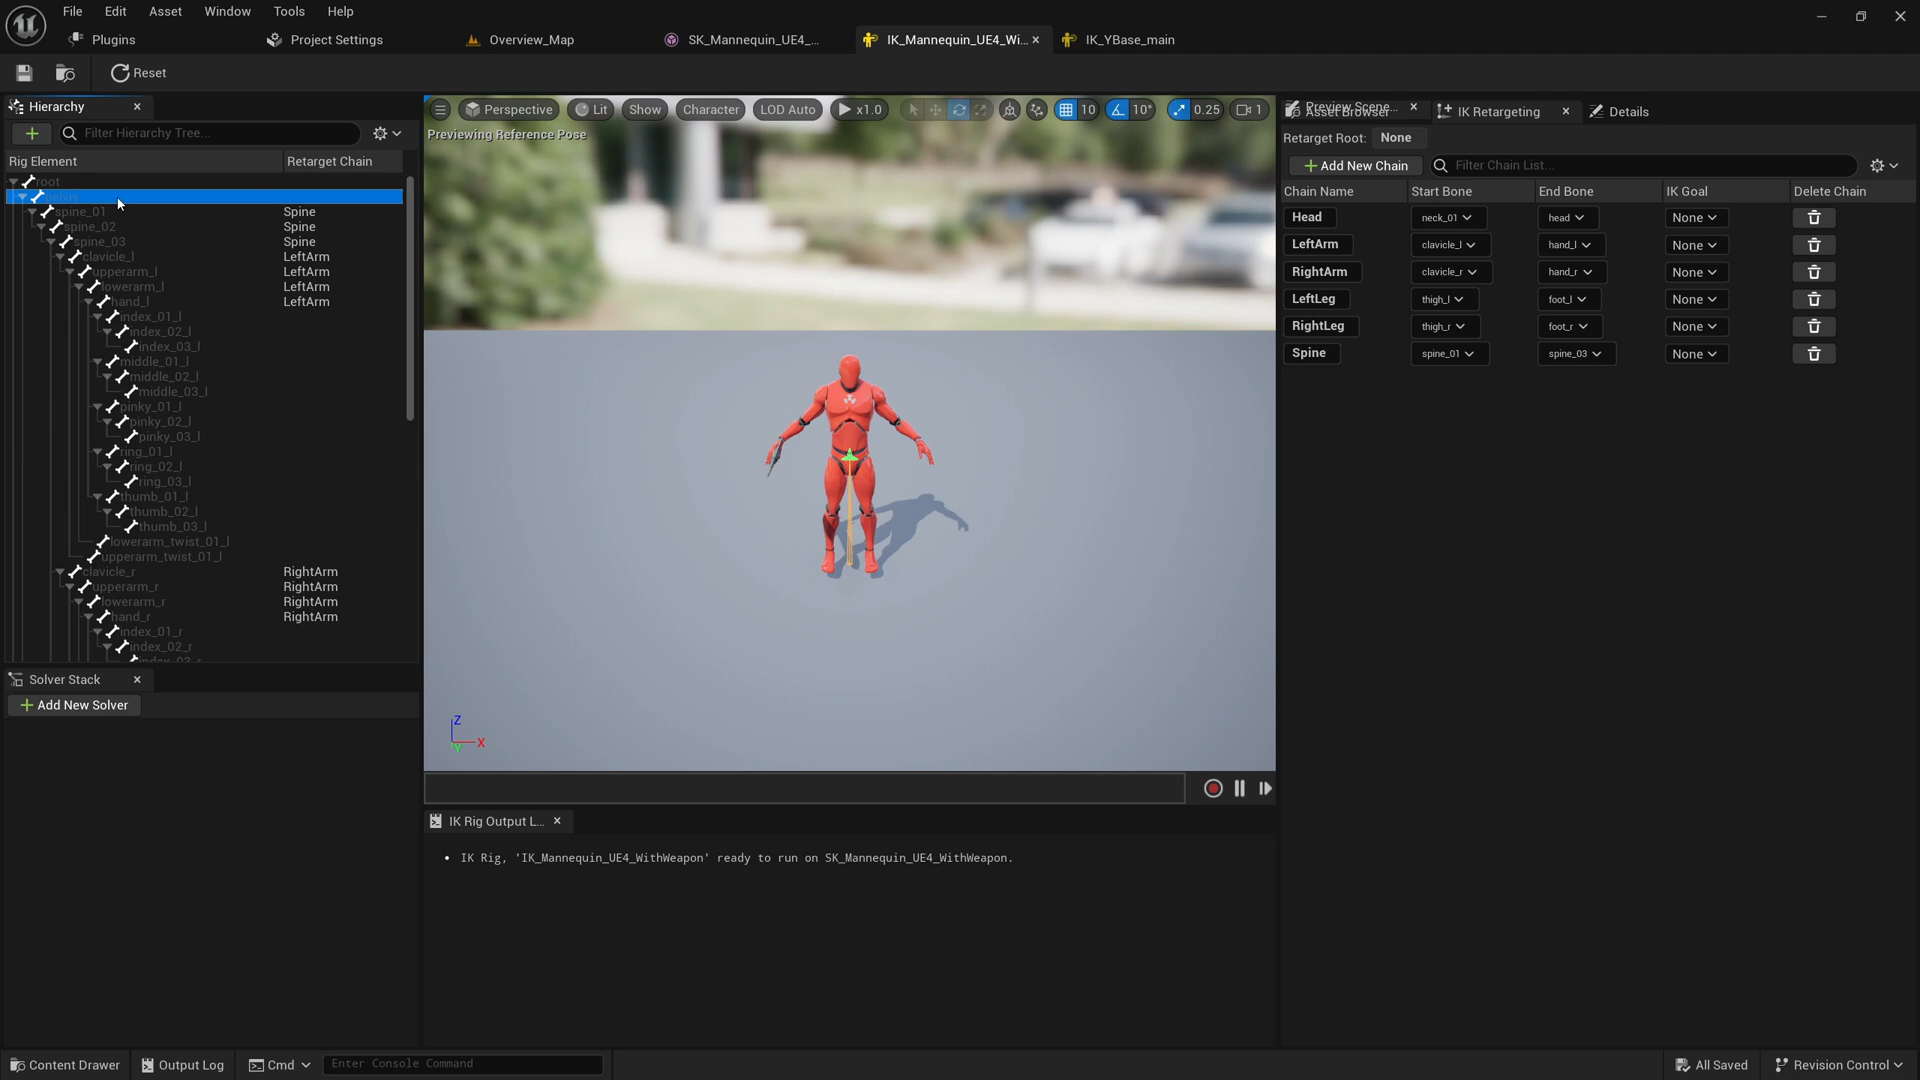 File Edit Asset Window Tools Help
Plugins Project Settings Overview_Map SK_Mannequin_UE4_... IK_Mannequin_UE4_Wi... IK_YBase_main
Reset
Hierarchy
Filter Hierarchy Tree...
Rig Element Retarget Chain
root
pelvis
spine_01 Spine
spine_02 Spine
spine_03 Spine
clavicle_l LeftArm
upperarm_l LeftArm
lowerarm_l LeftArm
hand_l LeftArm
index_01_l
index_02_l
index_03_l
middle_01_l
middle_02_l
middle_03_l
pinky_01_l
pinky_02_l
pinky_03_l
ring_01_l
ring_02_l
ring_03_l
thumb_01_l
thumb_02_l
thumb_03_l
lowerarm_twist_01_l
upperarm_twist_01_l
clavicle_r RightArm
upperarm_r RightArm
lowerarm_r RightArm
hand_r RightArm
index_01_r
index_02_r
index_03_r
Solver Stack
Add New Solver
Perspective Lit Show Character LOD Auto x1.0 10 10° 0.25 1
Previewing Reference Pose
Z
X
Y
IK Rig Output L...
• IK Rig, 'IK_Mannequin_UE4_WithWeapon' ready to run on SK_Mannequin_UE4_WithWeapon.
Preview Scene...
Asset Browser
IK Retargeting Details
Retarget Root: None
Add New Chain Filter Chain List...
Chain Name Start Bone End Bone IK Goal Delete Chain
Head neck_01 head None
LeftArm clavicle_l hand_l None
RightArm clavicle_r hand_r None
LeftLeg thigh_l foot_l None
RightLeg thigh_r foot_r None
Spine spine_01 spine_03 None
Content Drawer Output Log Cmd Enter Console Command All Saved Revision Control